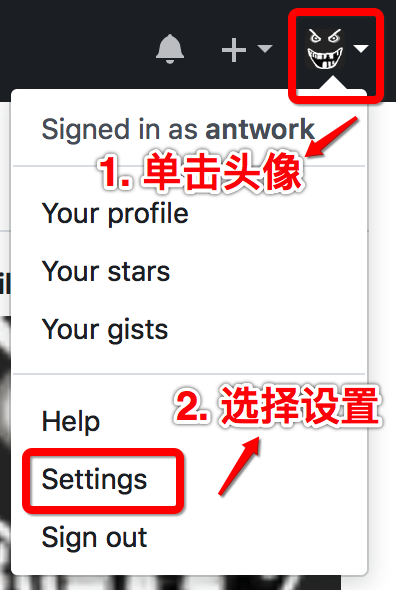 Signed in as antwork
1. 单击头像
Your profile
Your stars
Your gists
2. 选择设置
Help
Settings
Sign out